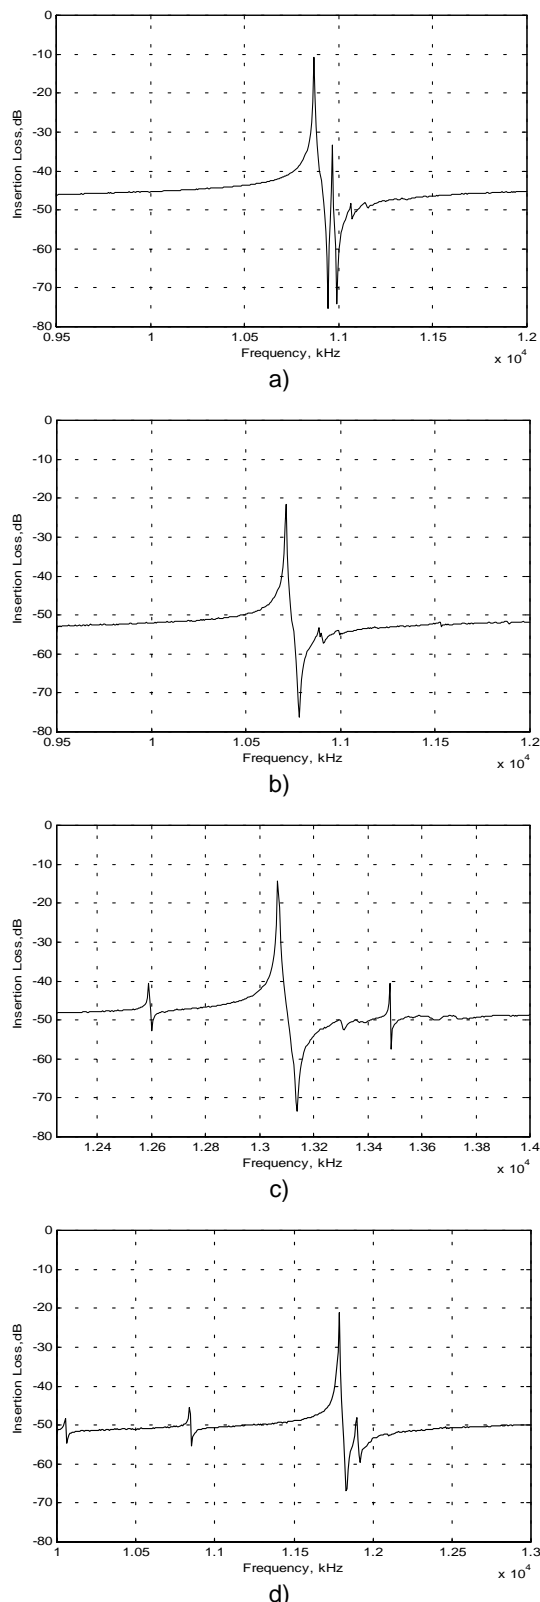 0
-10
-20
-30
-40
-50
-60
-70
-80
Insertion Loss,dB
0.95 1 1.05 1.1 1.15 1.2
Frequency, kHz
x 10^4
a)
0
-10
-20
-30
-40
-50
-60
-70
-80
Insertion Loss,dB
0.95 1 1.05 1.1 1.15 1.2
Frequency, kHz
x 10^4
b)
0
-10
-20
-30
-40
-50
-60
-70
-80
Insertion Loss,dB
1.24 1.26 1.28 1.3 1.32 1.34 1.36 1.38 1.4
Frequency, kHz
x 10^4
c)
0
-10
-20
-30
-40
-50
-60
-70
-80
Insertion Loss,dB
1 1.05 1.1 1.15 1.2 1.25 1.3
Frequency, kHz
x 10^4
d)